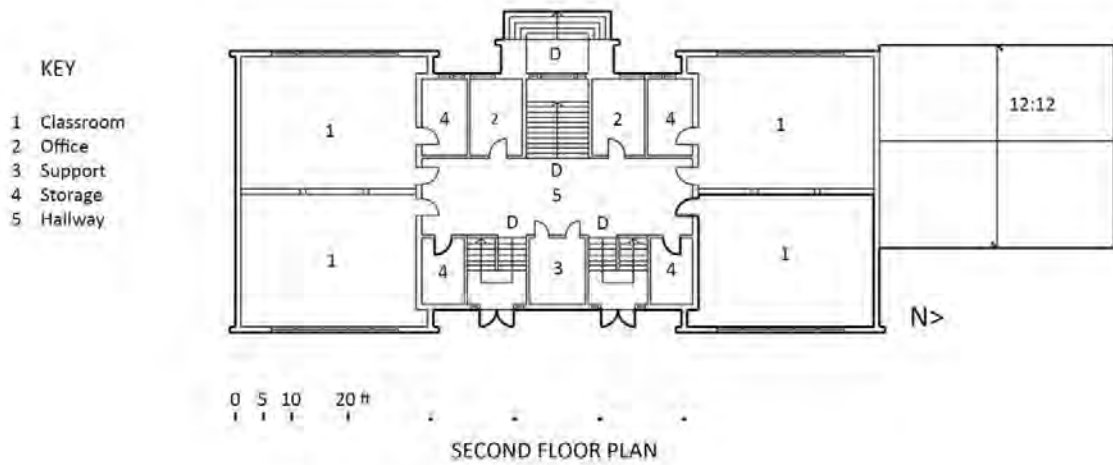 KEY
1 Classroom
2 Office
3 Support
4 Storage
5 Hallway
D
12:12
4 2 2 4
1 1
D
5
D D
1 4 3 4 1
N>
0 5 10 20 ft
SECOND FLOOR PLAN